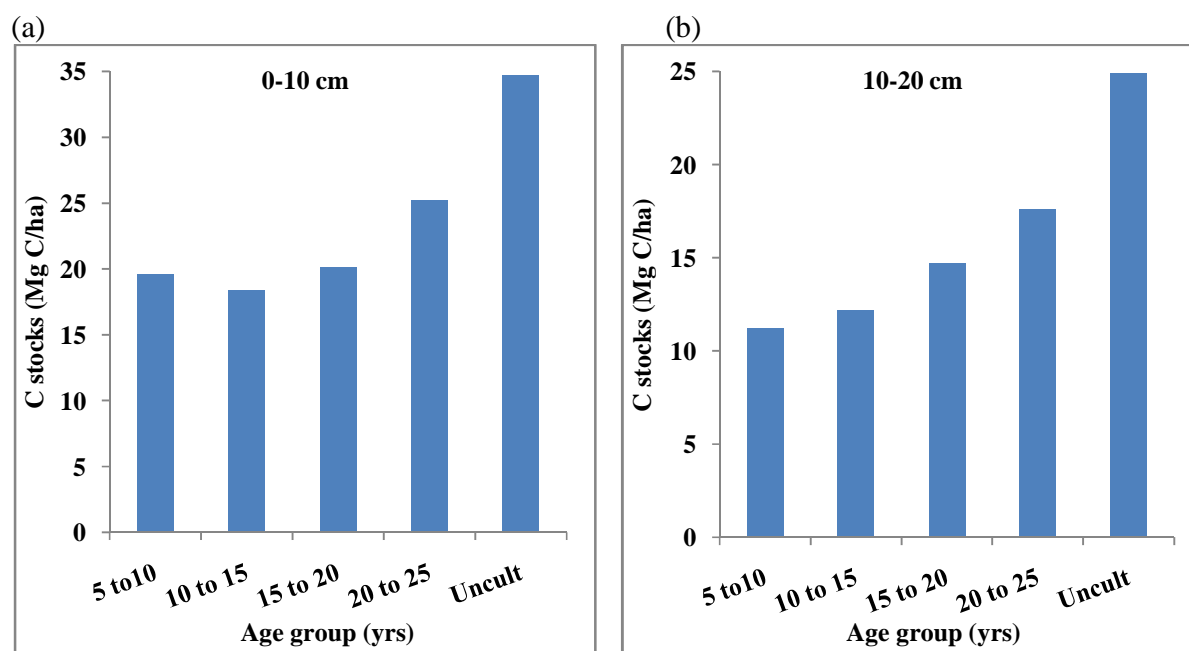 (a)
0-10 cm
C stocks (Mg C/ha)
35
30
25
20
15
10
5
0
5 to10
10 to 15
15 to 20
20 to 25
Uncult
Age group (yrs)
(b)
10-20 cm
C stocks (Mg C/ha)
25
20
15
10
5
0
5 to10
10 to 15
15 to 20
20 to 25
Uncult
Age group (yrs)